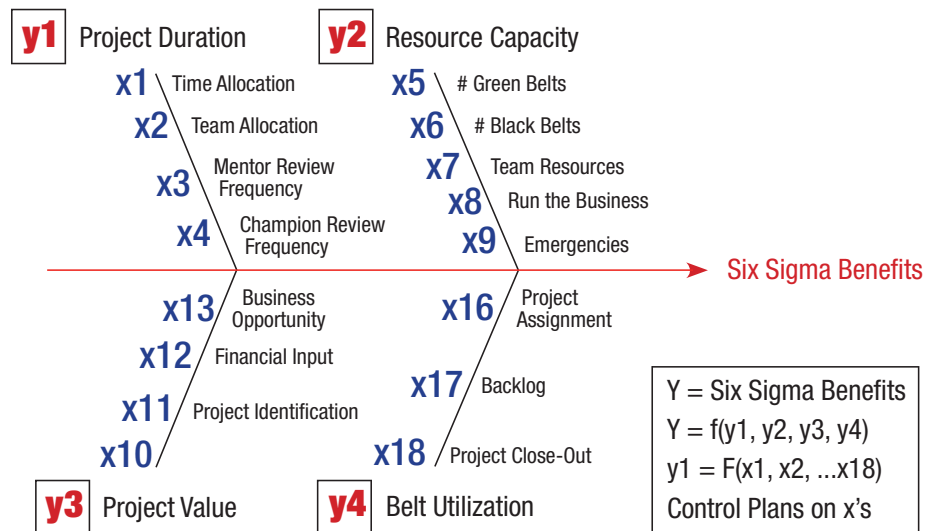 y1 Project Duration
y2 Resource Capacity
x1 Time Allocation
x2 Team Allocation
x3 Mentor Review
Frequency
x4 Champion Review
Frequency
x5 # Green Belts
x6 # Black Belts
x7 Team Resources
x8 Run the Business
x9 Emergencies
Six Sigma Benefits
x13 Business
Opportunity
x12 Financial Input
x11 Project Identification
x10
x16 Project
Assignment
x17 Backlog
x18 Project Close-Out
y3 Project Value
y4 Belt Utilization
Y = Six Sigma Benefits
Y = f(y1, y2, y3, y4)
y1 = F(x1, x2, ...x18)
Control Plans on x's